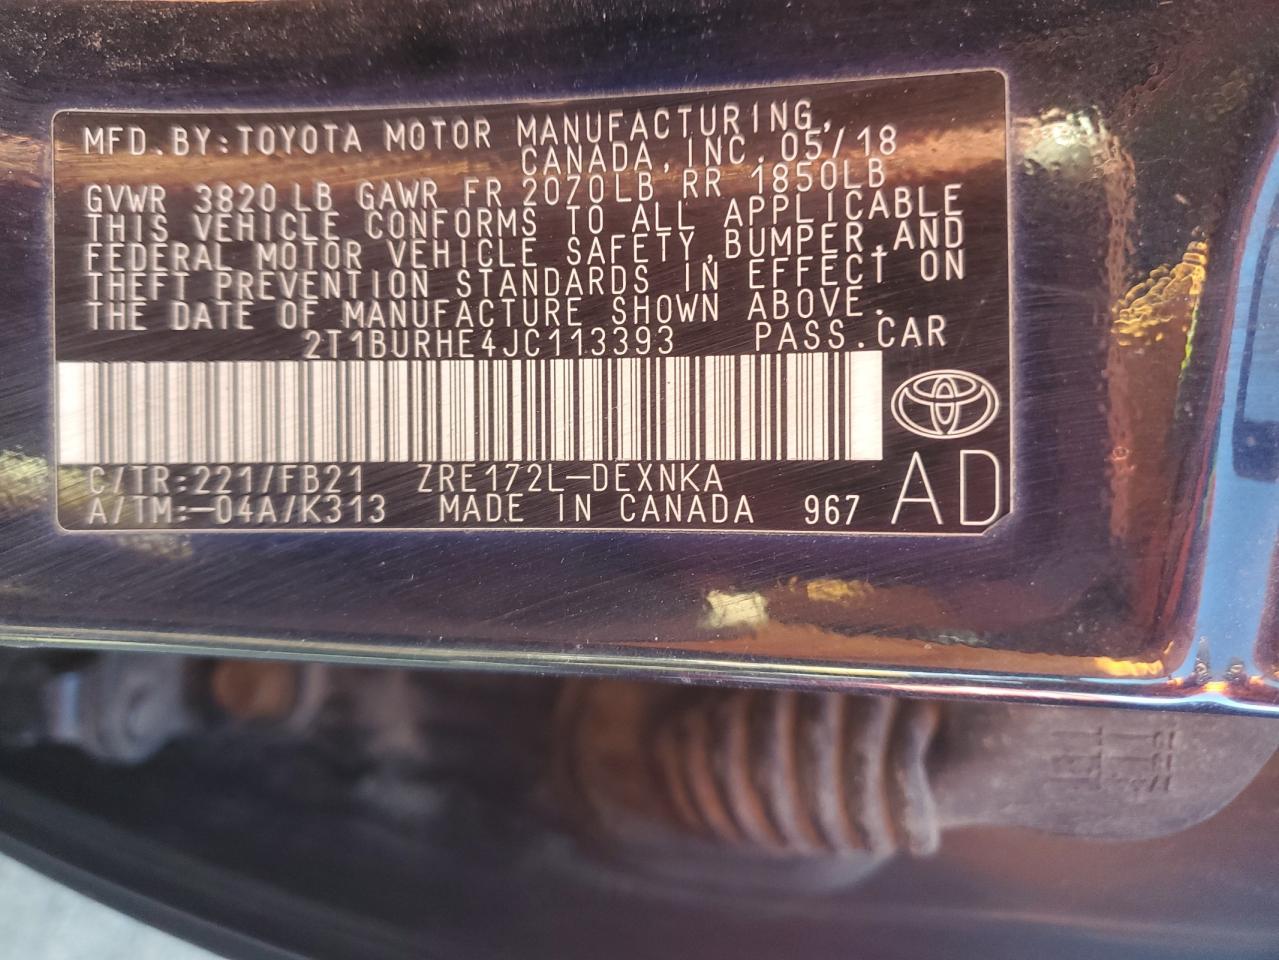 MFD.BY:TOYOTA MOTOR MANUFACTURING,
CANADA,INC.05/18
GVWR 3820 LB GAWR FR 2070LB RR 1850LB
THIS VEHICLE CONFORMS TO ALL APPLICABLE
FEDERAL MOTOR VEHICLE SAFETY,BUMPER,AND
THEFT PREVENTION STANDARDS IN EFFECT ON
THE DATE OF MANUFACTURE SHOWN ABOVE.
2T1BURHE4JC113393 PASS.CAR
C/TR:221/FB21 ZRE172L-DEXNKA
A/TM:-04A/K313 MADE IN CANADA 967 AD